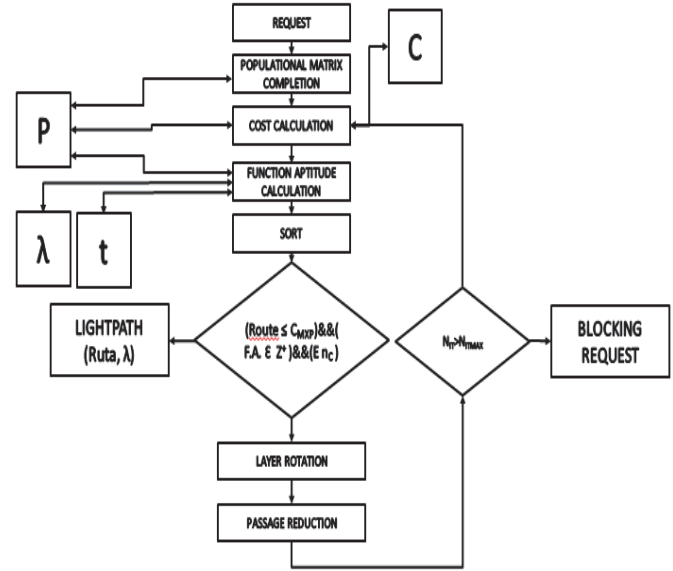 REQUEST
C
POPULATIONAL MATRIX
COMPLETION
P
COST CALCULATION
FUNCTION APTITUDE
CALCULATION
λ
t
SORT
LIGHTPATH
(Ruta, λ)
(Route ≤ CMXP)&&(
F.A. Ɛ Z⁺)&&(E nC)
NIT>NITMAX
BLOCKING
REQUEST
LAYER ROTATION
PASSAGE REDUCTION